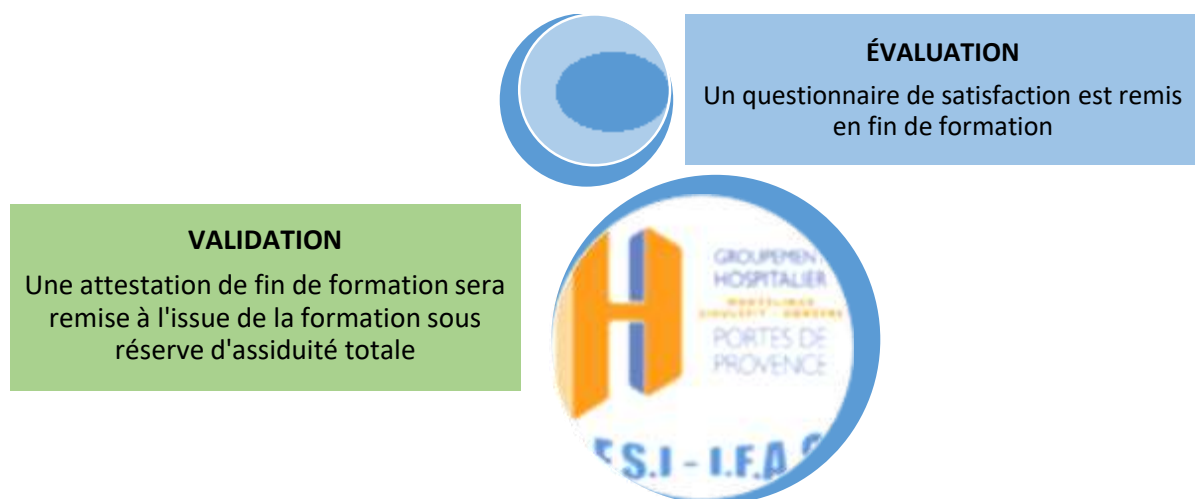 ÉVALUATION
Un questionnaire de satisfaction est remis
en fin de formation
VALIDATION
Une attestation de fin de formation sera
remise à l'issue de la formation sous
réserve d'assiduité totale
GROUPEMENT
HOSPITALIER
PORTES DE
PROVENCE
S.I - I.F.A